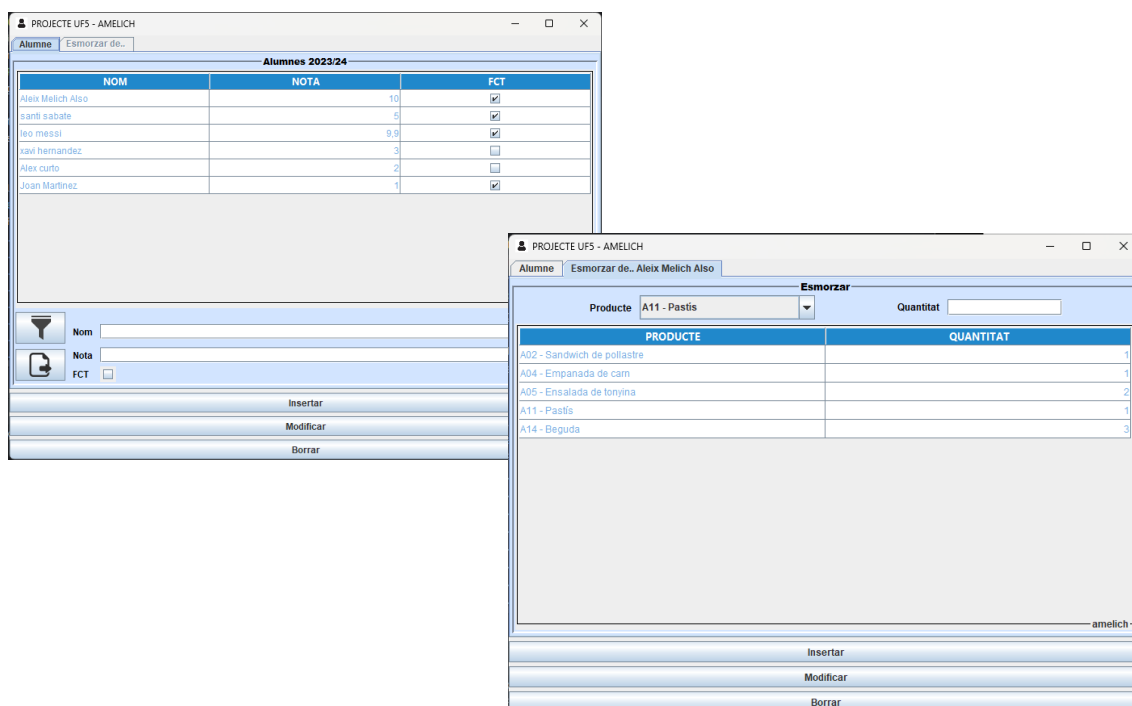 PROJECTE UF5 - AMELICH
Alumne Esmorzar de..
Alumnes 2023/24
NOM NOTA FCT
Aleix Melich Also 10
santi sabate 5
leo messi 9,9
xavi hernandez 3
Alex curto 2
Joan Martinez 1
Nom
Nota
FCT
Insertar
Modificar
Borrar
PROJECTE UF5 - AMELICH
Alumne Esmorzar de.. Aleix Melich Also
Esmorzar
Producte A11 - Pastís Quantitat
PRODUCTE QUANTITAT
A02 - Sandwich de pollastre 1
A04 - Empanada de carn 1
A05 - Ensalada de tonyina 2
A11 - Pastís 1
A14 - Beguda 3
amelich
Insertar
Modificar
Borrar